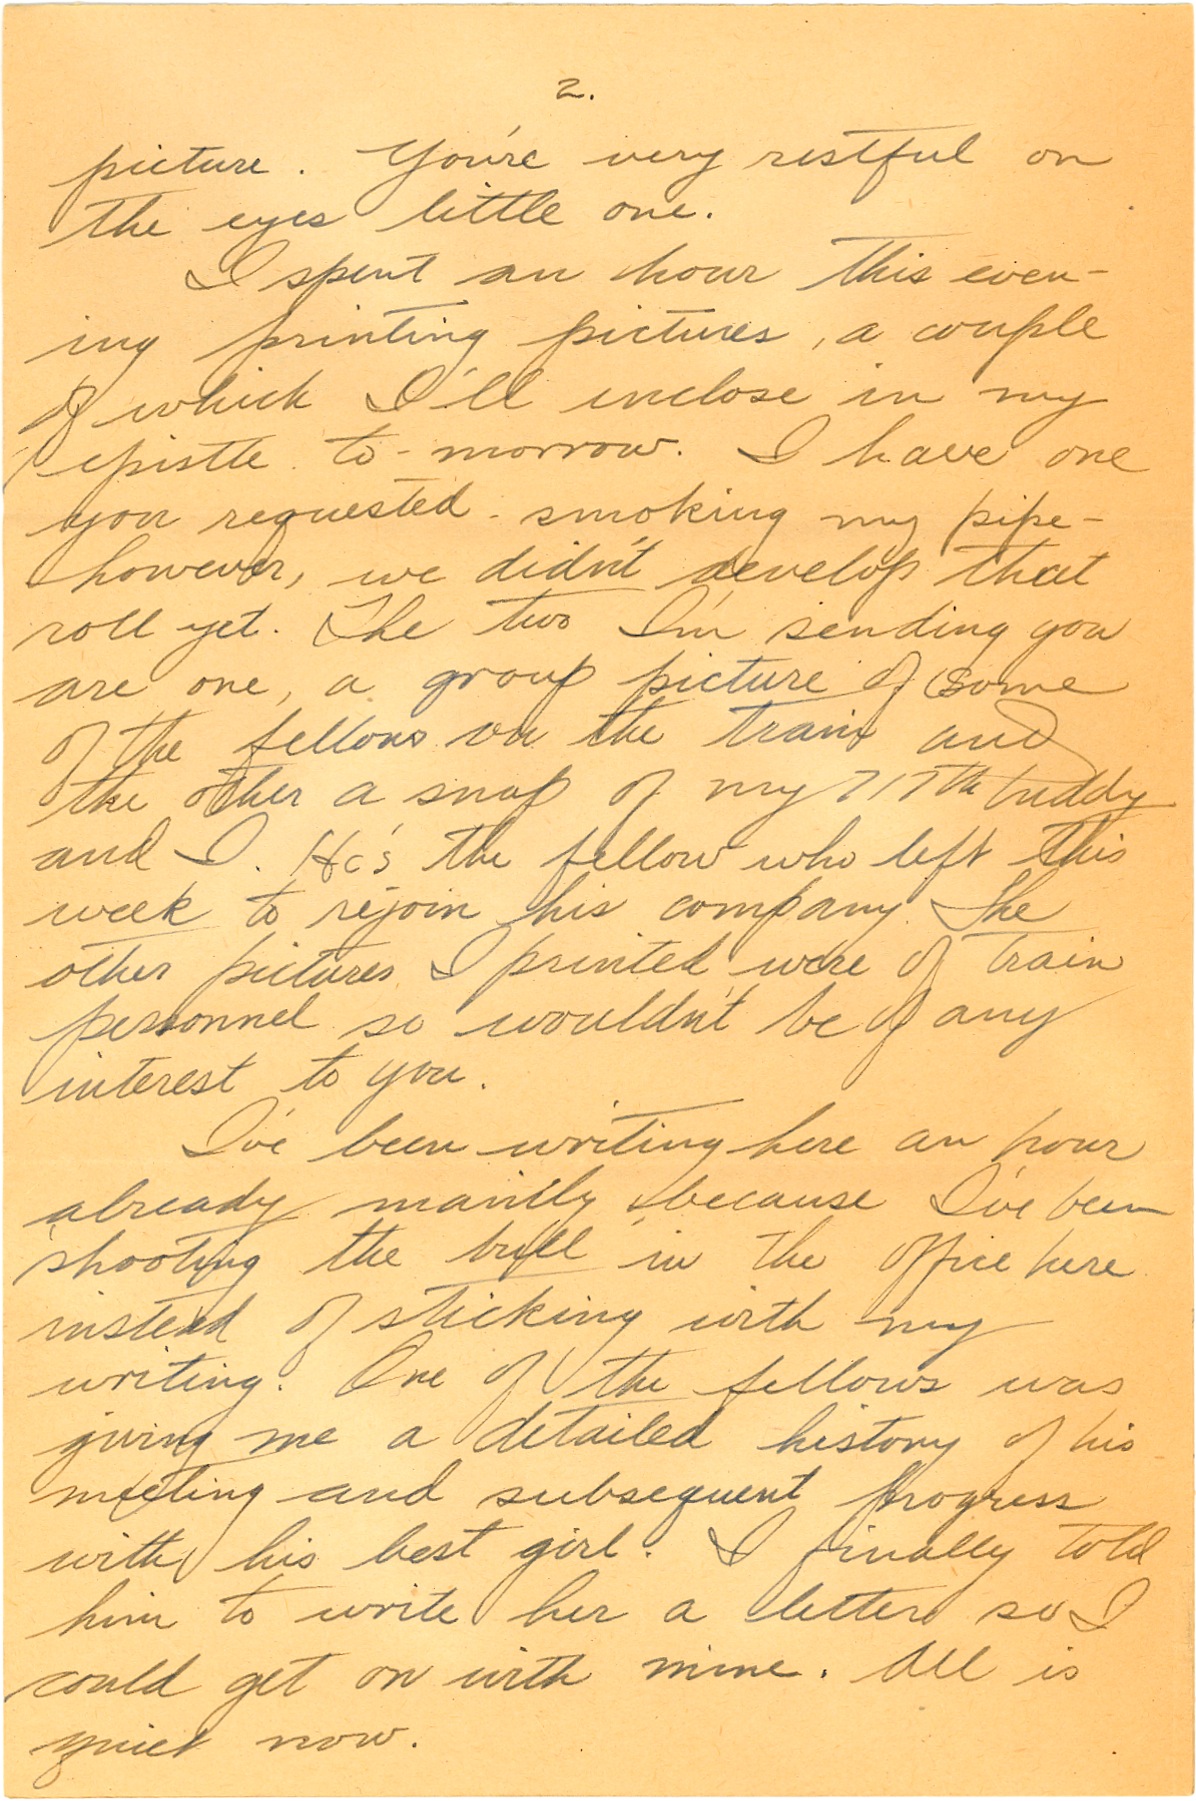 2.
picture. You're very restful on
the eyes little one.
I spent an hour this even-
ing printing pictures, a couple
of which I'll inclose in my
epistle to-morrow. I have one
you requested - smoking my pipe -
however, we didn't develop that
roll yet. The two I'm sending you
are one, a group picture of some
of the fellows on the train and
the other a snap of my 717th buddy
and I. He's the fellow who left this
week to rejoin his company. The
other pictures I printed were of train
personnel so wouldn't be of any
interest to you.
I've been writing here an hour
already mainly because I've been
shooting the bull in the office here
instead of sticking with my
writing. One of the fellows was
giving me a detailed history of his
meeting and subsequent progress
with his best girl. I finally told
him to write her a letter so I
could get on with mine. All is
quiet now.